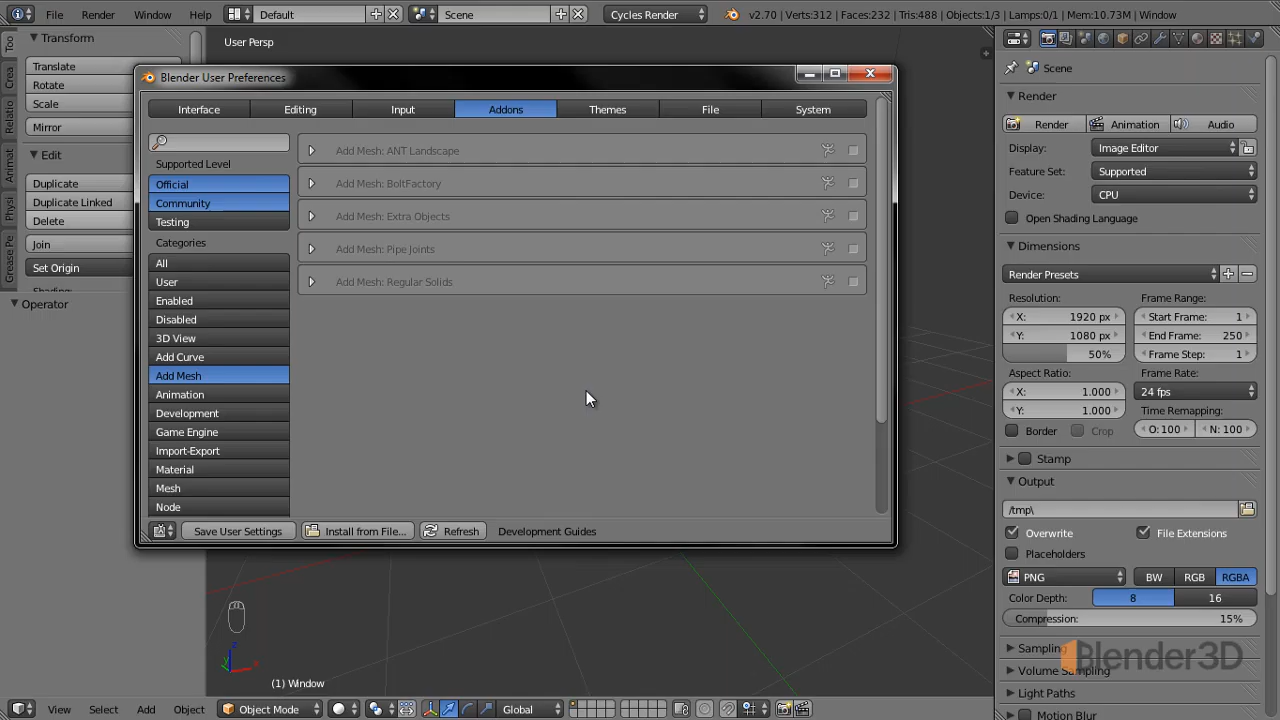 File Render Window Help Default Scene Cycles Render v2.70 | Verts:312 | Faces:232 | Tris:488 | Objects:1/3 | Lamps:0/1 | Mem:10.73M | Window
Transform
Translate
Rotate
Scale
Mirror
Edit
Duplicate
Duplicate Linked
Delete
Join
Set Origin
Shading:
Operator
Too
Crea
Relatio
Animat
Physi
Grease Pe
User Persp
Blender User Preferences
Interface Editing Input Addons Themes File System
Supported Level
Official
Community
Testing
Categories
All
User
Enabled
Disabled
3D View
Add Curve
Add Mesh
Animation
Development
Game Engine
Import-Export
Material
Mesh
Node
Add Mesh: ANT Landscape
Add Mesh: BoltFactory
Add Mesh: Extra Objects
Add Mesh: Pipe Joints
Add Mesh: Regular Solids
Save User Settings Install from File... Refresh Development Guides
z
x
y
(1) Window
View Select Add Object Object Mode Global
Scene
Render
Render Animation Audio
Display: Image Editor
Feature Set: Supported
Device: CPU
Open Shading Language
Dimensions
Render Presets
Resolution: Frame Range:
X: 1920 px Start Frame: 1
Y: 1080 px End Frame: 250
50% Frame Step: 1
Aspect Ratio: Frame Rate:
X: 1.000 24 fps
Y: 1.000 Time Remapping:
Border Crop O: 100 N: 100
Stamp
Output
/tmp\
Overwrite File Extensions
Placeholders
PNG BW RGB RGBA
Color Depth: 8 16
Compression: 15%
Sampling
Volume Sampling
Light Paths
Motion Blur
Blender3D